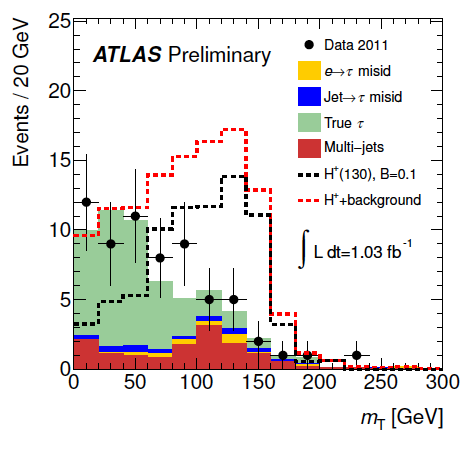 Events / 20 GeV
25
20
15
10
5
0
ATLAS Preliminary
Data 2011
e→τ misid
Jet→τ misid
True τ
Multi-jets
H⁺(130), B=0.1
H⁺+background
∫ L dt=1.03 fb⁻¹
0 50 100 150 200 250 300
m_T [GeV]